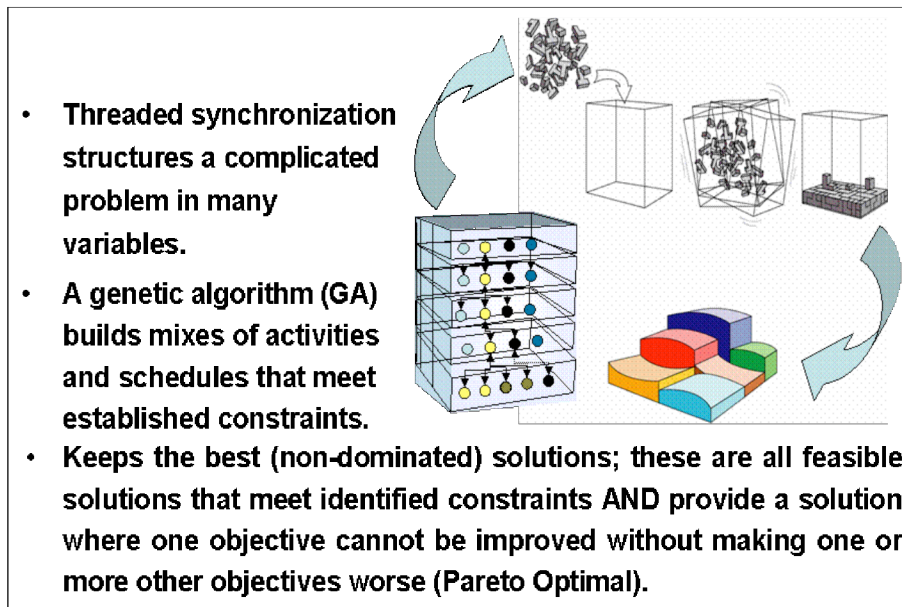 • Threaded synchronization
structures a complicated
problem in many
variables.
• A genetic algorithm (GA)
builds mixes of activities
and schedules that meet
established constraints.
• Keeps the best (non-dominated) solutions; these are all feasible
solutions that meet identified constraints AND provide a solution
where one objective cannot be improved without making one or
more other objectives worse (Pareto Optimal).